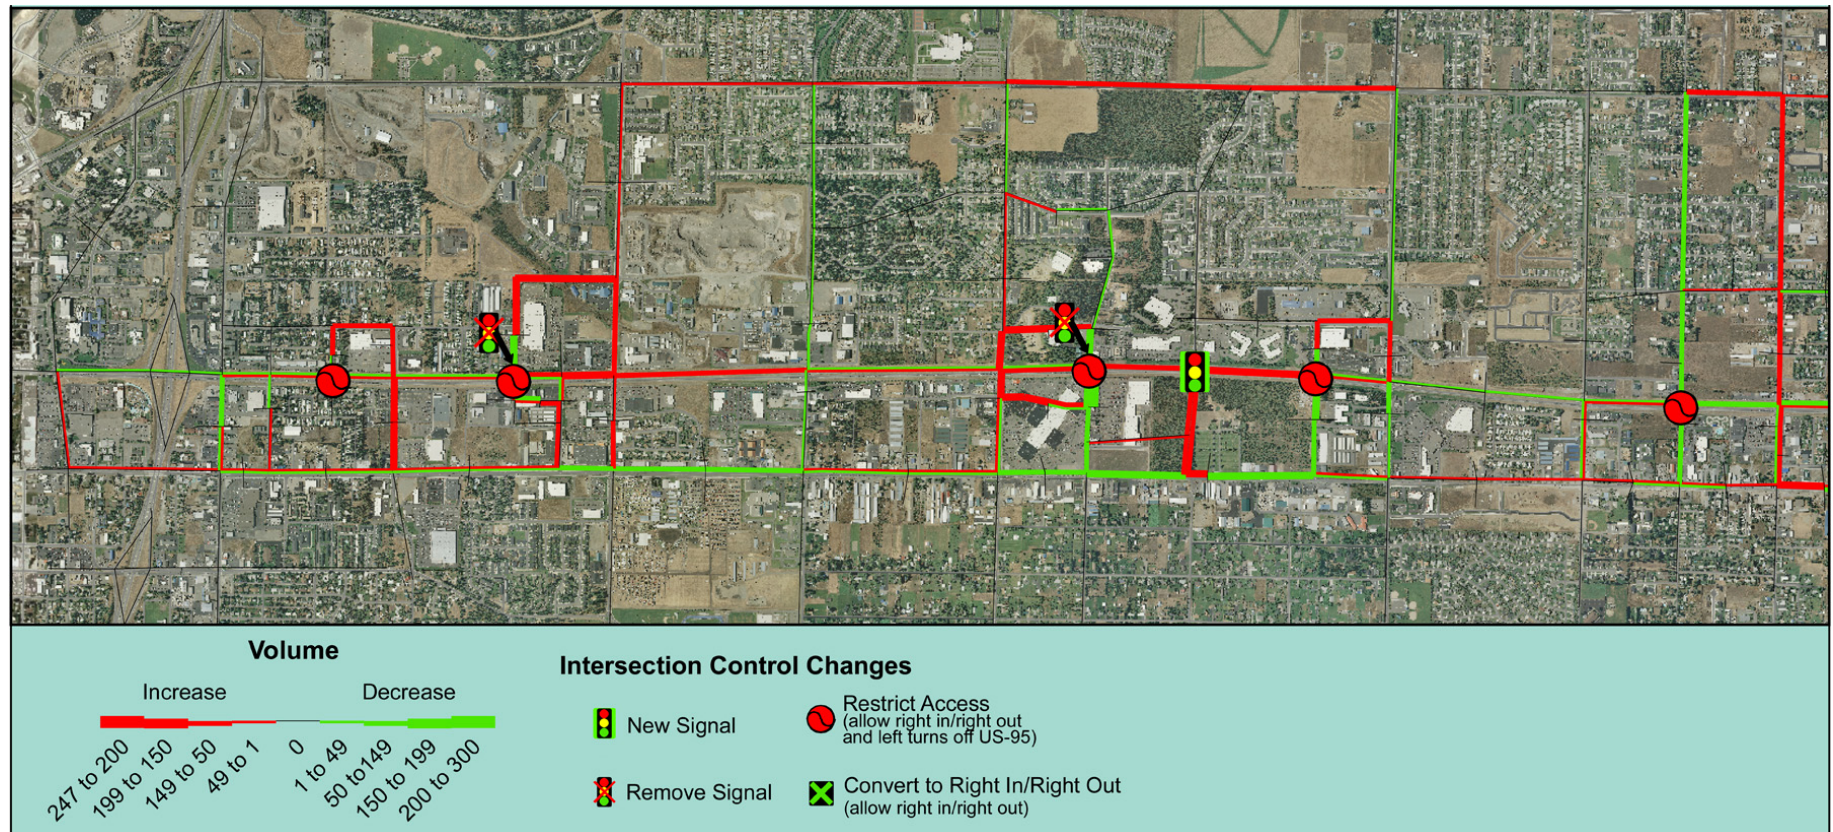 Volume
Increase
Decrease
247 to 200
199 to 150
149 to 50
49 to 1
0
1 to 49
50 to149
150 to 199
200 to 300
Intersection Control Changes
New Signal
Restrict Access
(allow right in/right out
and left turns off US-95)
Remove Signal
Convert to Right In/Right Out
(allow right in/right out)